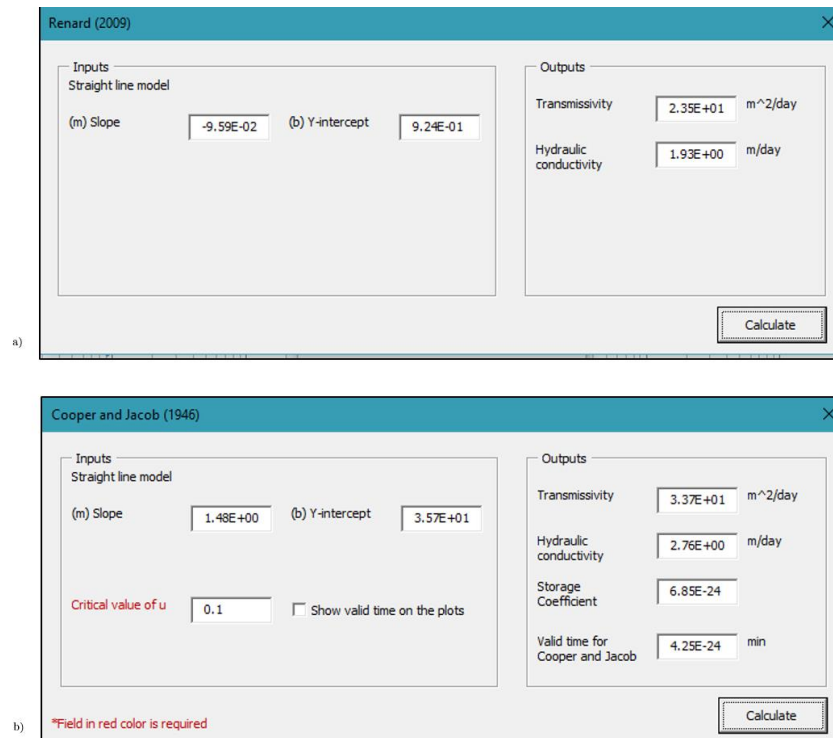 Renard (2009)
Inputs
Straight line model
(m) Slope -9.59E-02 (b) Y-intercept 9.24E-01
Outputs
Transmissivity 2.35E+01 m^2/day
Hydraulic
conductivity 1.93E+00 m/day
Calculate
a)
Cooper and Jacob (1946)
Inputs
Straight line model
(m) Slope 1.48E+00 (b) Y-intercept 3.57E+01
Critical value of u 0.1 Show valid time on the plots
Outputs
Transmissivity 3.37E+01 m^2/day
Hydraulic
conductivity 2.76E+00 m/day
Storage
Coefficient 6.85E-24
Valid time for
Cooper and Jacob 4.25E-24 min
Calculate
b)
*Field in red color is required